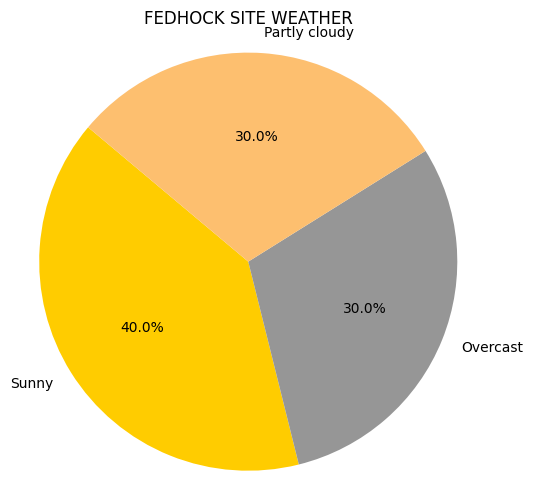 FEDHOCK SITE WEATHER
Partly cloudy
30.0%
30.0%
40.0%
Overcast
Sunny